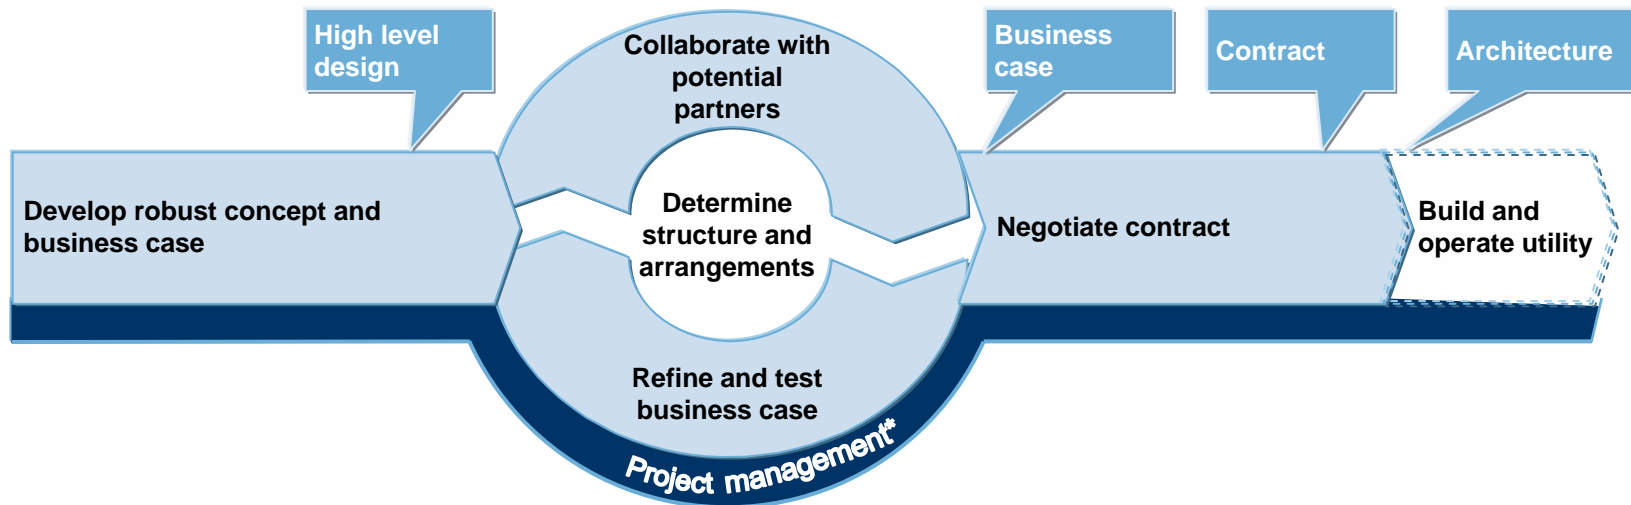 High level
design
Collaborate with
potential
partners
Business
case
Contract
Architecture
Develop robust concept and
business case
Determine
structure and
arrangements
Negotiate contract
Build and
operate utility
Refine and test
business case
Project management*